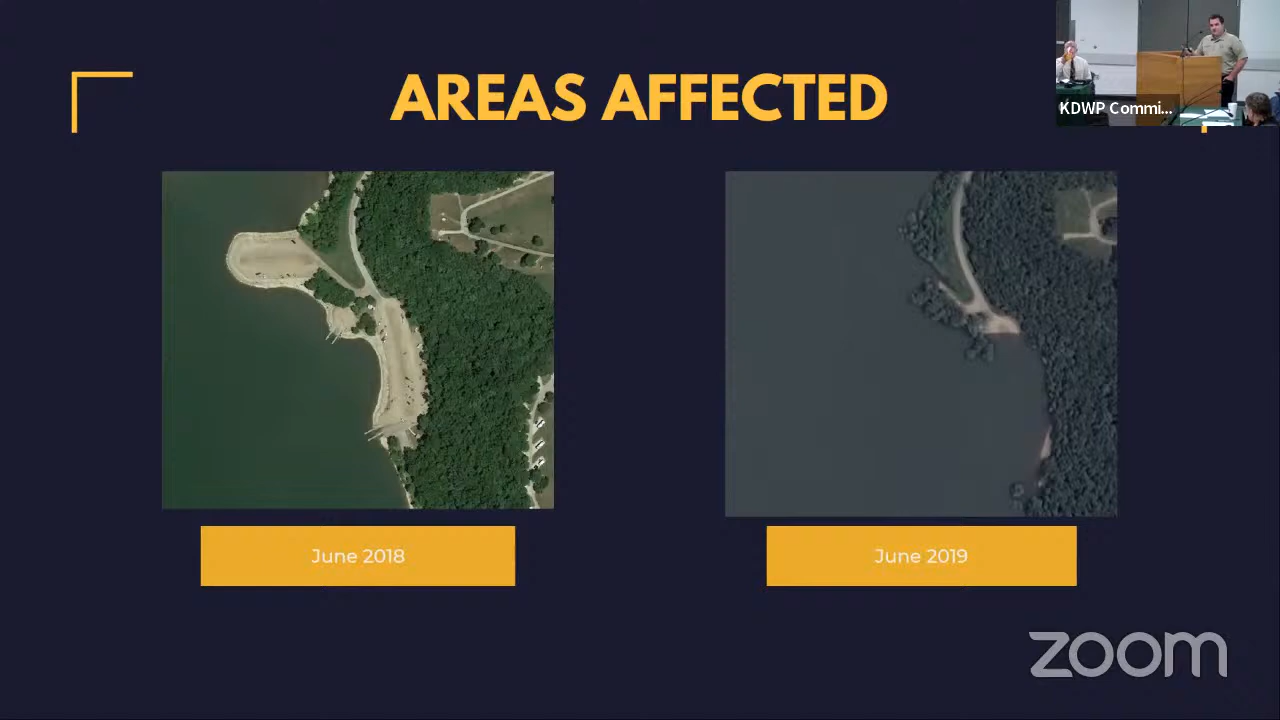 AREAS AFFECTED
KDWP Commi...
June 2018
June 2019
zoom